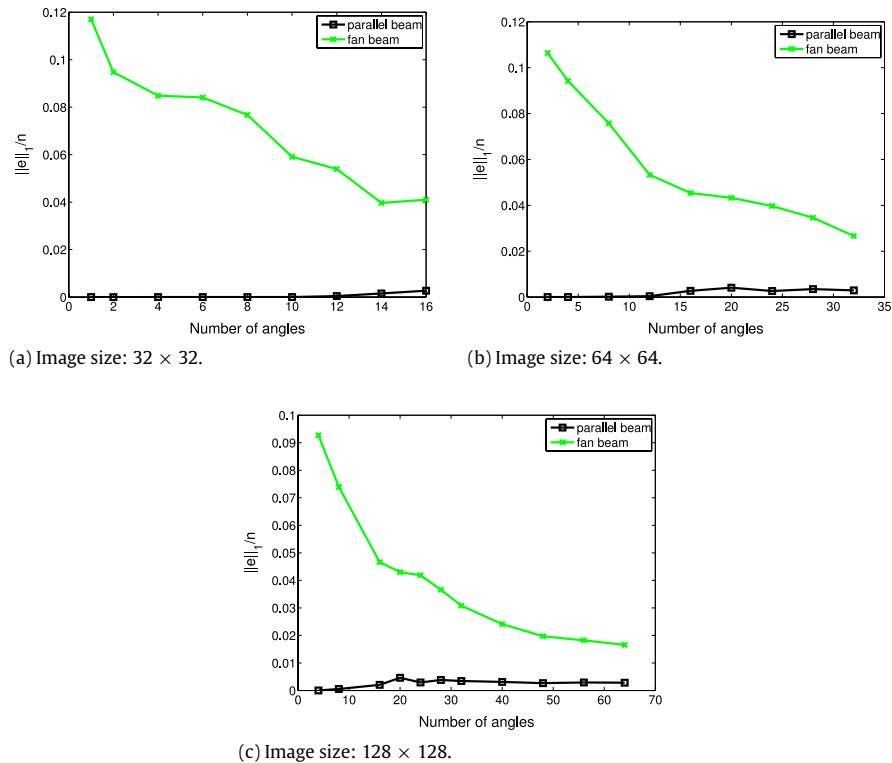 0.12
0.1
0.08
0.06
0.04
0.02
0
||e||₁/n
0 2 4 6 8 10 12 14 16
Number of angles
parallel beam
fan beam
(a) Image size: 32 × 32.
0.12
0.1
0.08
0.06
0.04
0.02
0
||e||₁/n
0 5 10 15 20 25 30 35
Number of angles
parallel beam
fan beam
(b) Image size: 64 × 64.
0.1
0.09
0.08
0.07
0.06
0.05
0.04
0.03
0.02
0.01
0
||e||₁/n
0 10 20 30 40 50 60 70
Number of angles
parallel beam
fan beam
(c) Image size: 128 × 128.